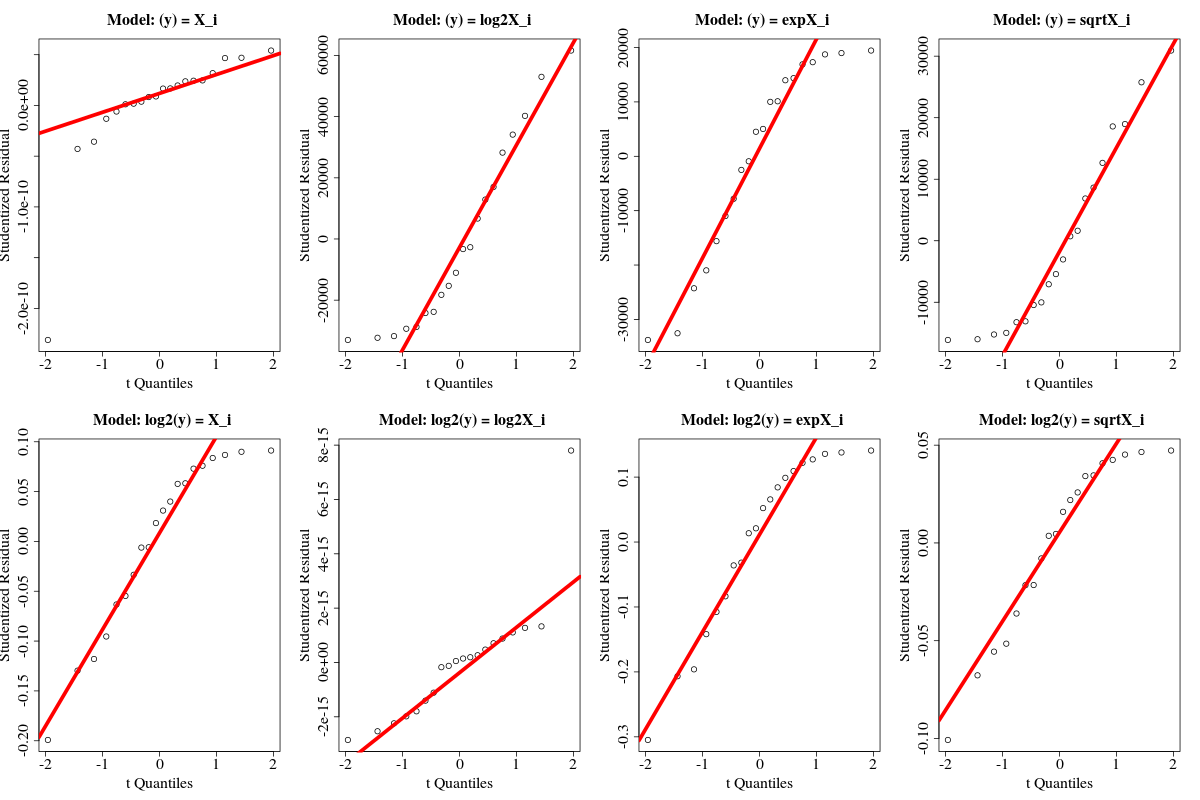 Model: (y) = X_i
Studentized Residual
0.0e+00
-1.0e-10
-2.0e-10
-2 -1 0 1 2
t Quantiles
Model: (y) = log2X_i
Studentized Residual
60000
40000
20000
0
-20000
-2 -1 0 1 2
t Quantiles
Model: (y) = expX_i
Studentized Residual
20000
10000
0
-10000
-30000
-2 -1 0 1 2
t Quantiles
Model: (y) = sqrtX_i
Studentized Residual
30000
20000
10000
0
-10000
-2 -1 0 1 2
t Quantiles
Model: log2(y) = X_i
Studentized Residual
0.10
0.05
0.00
-0.05
-0.10
-0.15
-0.20
-2 -1 0 1 2
t Quantiles
Model: log2(y) = log2X_i
Studentized Residual
8e-15
6e-15
4e-15
2e-15
0e+00
-2e-15
-2 -1 0 1 2
t Quantiles
Model: log2(y) = expX_i
Studentized Residual
0.1
0.0
-0.1
-0.2
-0.3
-2 -1 0 1 2
t Quantiles
Model: log2(y) = sqrtX_i
Studentized Residual
0.05
0.00
-0.05
-0.10
-2 -1 0 1 2
t Quantiles